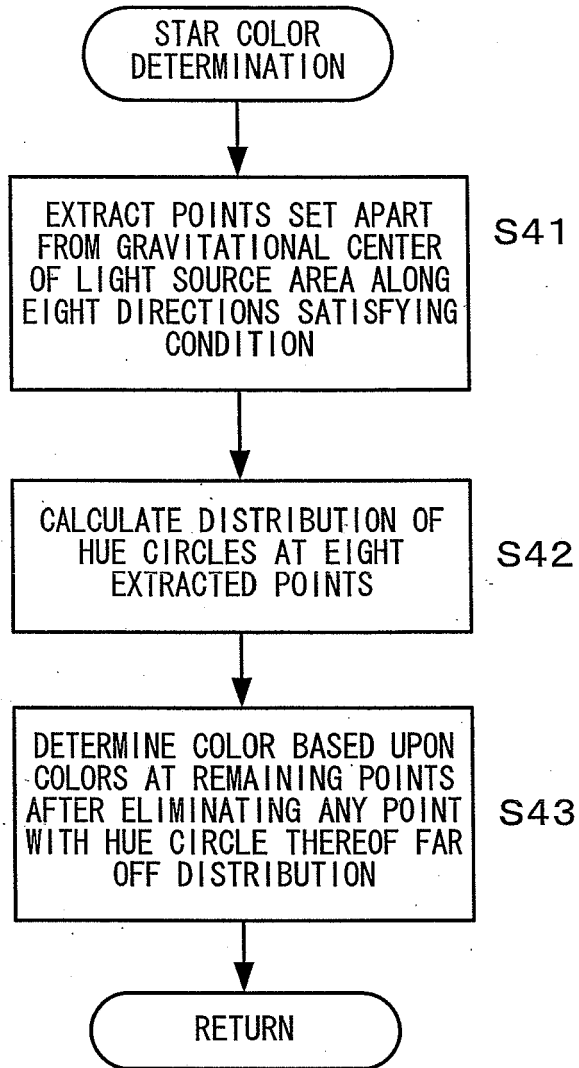 STAR COLOR
DETERMINATION
EXTRACT POINTS SET APART
FROM GRAVITATIONAL CENTER
OF LIGHT SOURCE AREA ALONG
EIGHT DIRECTIONS SATISFYING
CONDITION
S41
CALCULATE DISTRIBUTION OF
HUE CIRCLES AT EIGHT
EXTRACTED POINTS
S42
DETERMINE COLOR BASED UPON
COLORS AT REMAINING POINTS
AFTER ELIMINATING ANY POINT
WITH HUE CIRCLE THEREOF FAR
OFF DISTRIBUTION
S43
RETURN